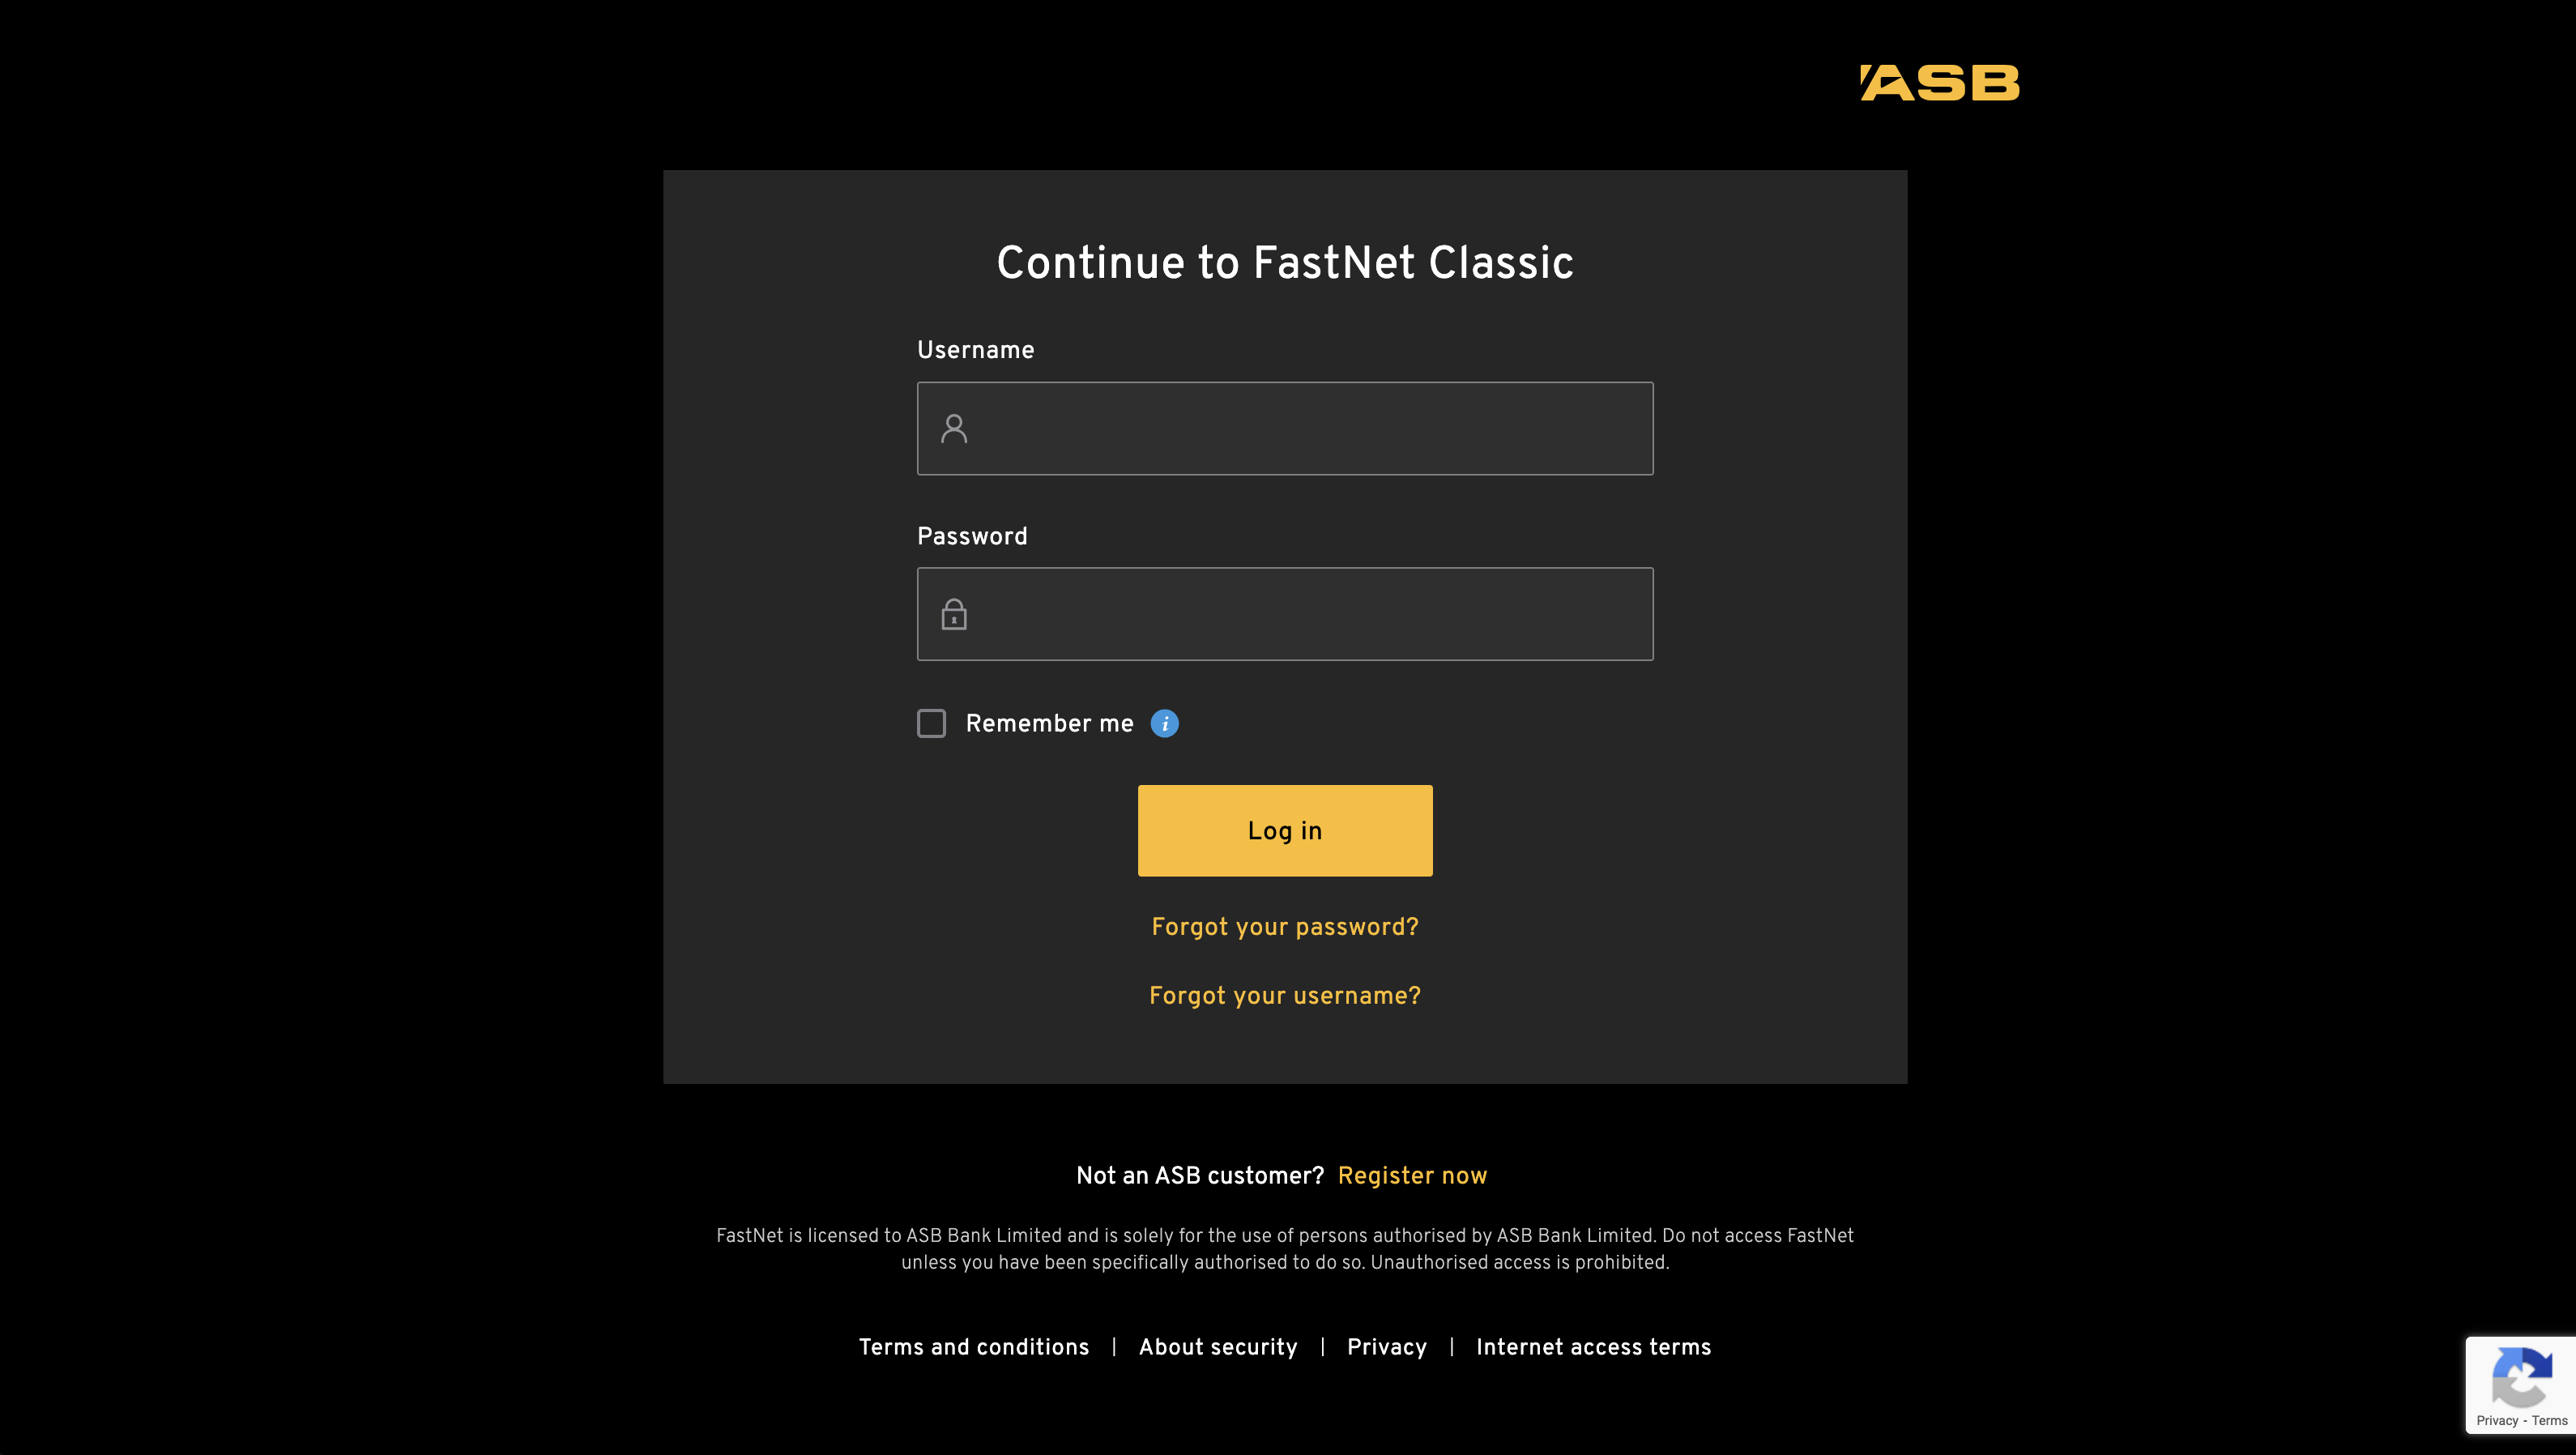 ASB
Continue to FastNet Classic
Username
Password
Remember me i
Log in
Forgot your password?
Forgot your username?
Not an ASB customer? Register now
FastNet is licensed to ASB Bank Limited and is solely for the use of persons authorised by ASB Bank Limited. Do not access FastNet
unless you have been specifically authorised to do so. Unauthorised access is prohibited.
Terms and conditions | About security | Privacy | Internet access terms
Privacy - Terms